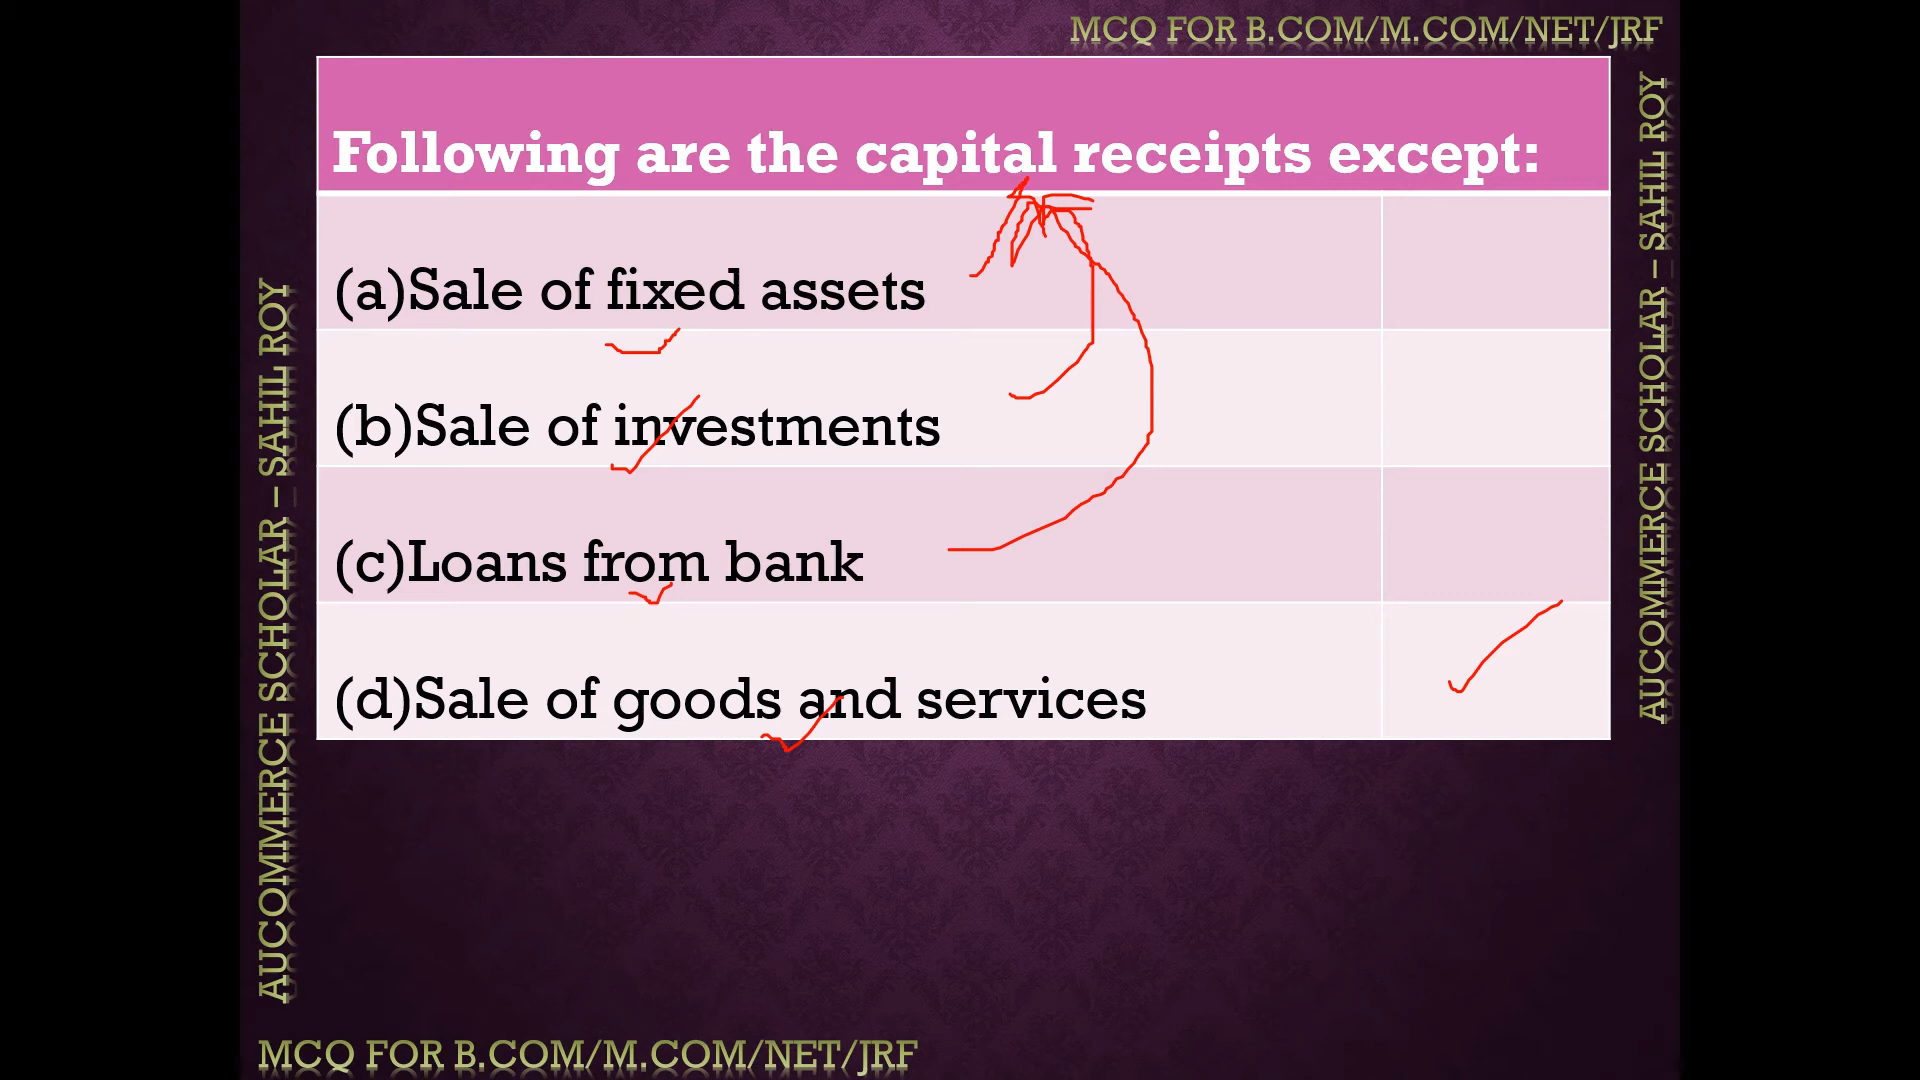 MCQ FOR B.COM/M.COM/NET/JRF
Following are the capital receipts except:
(a)Sale of fixed assets
(b)Sale of investments
(c)Loans from bank
(d)Sale of goods and services
AUCOMMERCE SCHOLAR – SAHIL ROY
AUCOMMERCE SCHOLAR – SAHIL ROY
MCQ FOR B.COM/M.COM/NET/JRF